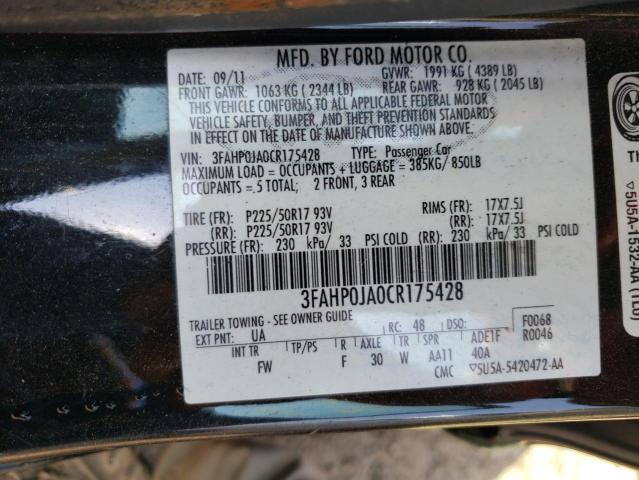 MFD. BY FORD MOTOR CO.
DATE: 09/11 GVWR: 1991 KG ( 4389 LB)
FRONT GAWR: 1063 KG ( 2344 LB) REAR GAWR: 928 KG ( 2045 LB)
THIS VEHICLE CONFORMS TO ALL APPLICABLE FEDERAL MOTOR
VEHICLE SAFETY, BUMPER, AND THEFT PREVENTION STANDARDS
IN EFFECT ON THE DATE OF MANUFACTURE SHOWN ABOVE.
VIN: 3FAHP0JA0CR175428 TYPE: Passenger Car
MAXIMUM LOAD = OCCUPANTS + LUGGAGE = 385KG/ 850LB
OCCUPANTS = 5 TOTAL; 2 FRONT, 3 REAR
TIRE (FR): P225/50R17 93V RIMS (FR): 17X7.5J
(RR): P225/50R17 93V (RR): 17X7.5J
PRESSURE (FR): 230 kPa/ 33 PSI COLD (RR): 230 kPa/ 33 PSI COLD
3FAHP0JA0CR175428
TRAILER TOWING - SEE OWNER GUIDE
EXT PNT: UA RC: 48 DSO: F0068
R0046
INT TR TP/PS R AXLE TR SPR ADE1F
FW F 30 W AA11 40A
CMC ▽5U5A-5420472-AA
▽5U5A-1532-AA (TLO)